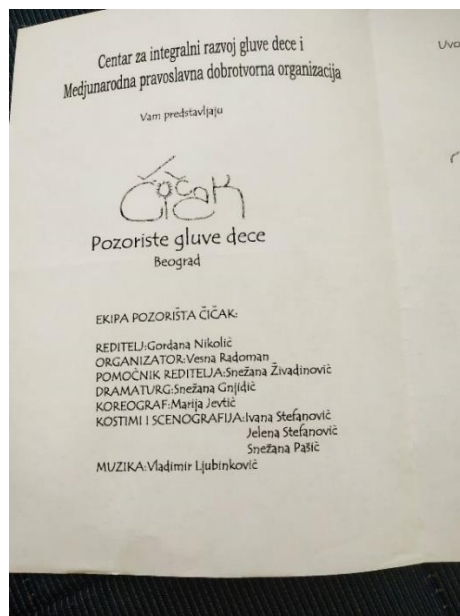 Centar za integralni razvoj gluve dece i
Medjunarodna pravoslavna dobrotvorna organizacija
Vam predstavljaju
Čičak
Pozoriste gluve dece
Beograd
EKIPA POZORIŠTA ČIČAK:
REDITELJ:Gordana Nikolić
ORGANIZATOR:Vesna Radoman
POMOĆNIK REDITELJA:Snežana Živadinović
DRAMATURG:Snežana Gnjidić
KOREOGRAF:Marija Jevtić
KOSTIMI I SCENOGRAFIJA:Ivana Stefanović
Jelena Stefanović
Snežana Pašić
MUZIKA:Vladimir Ljubinković